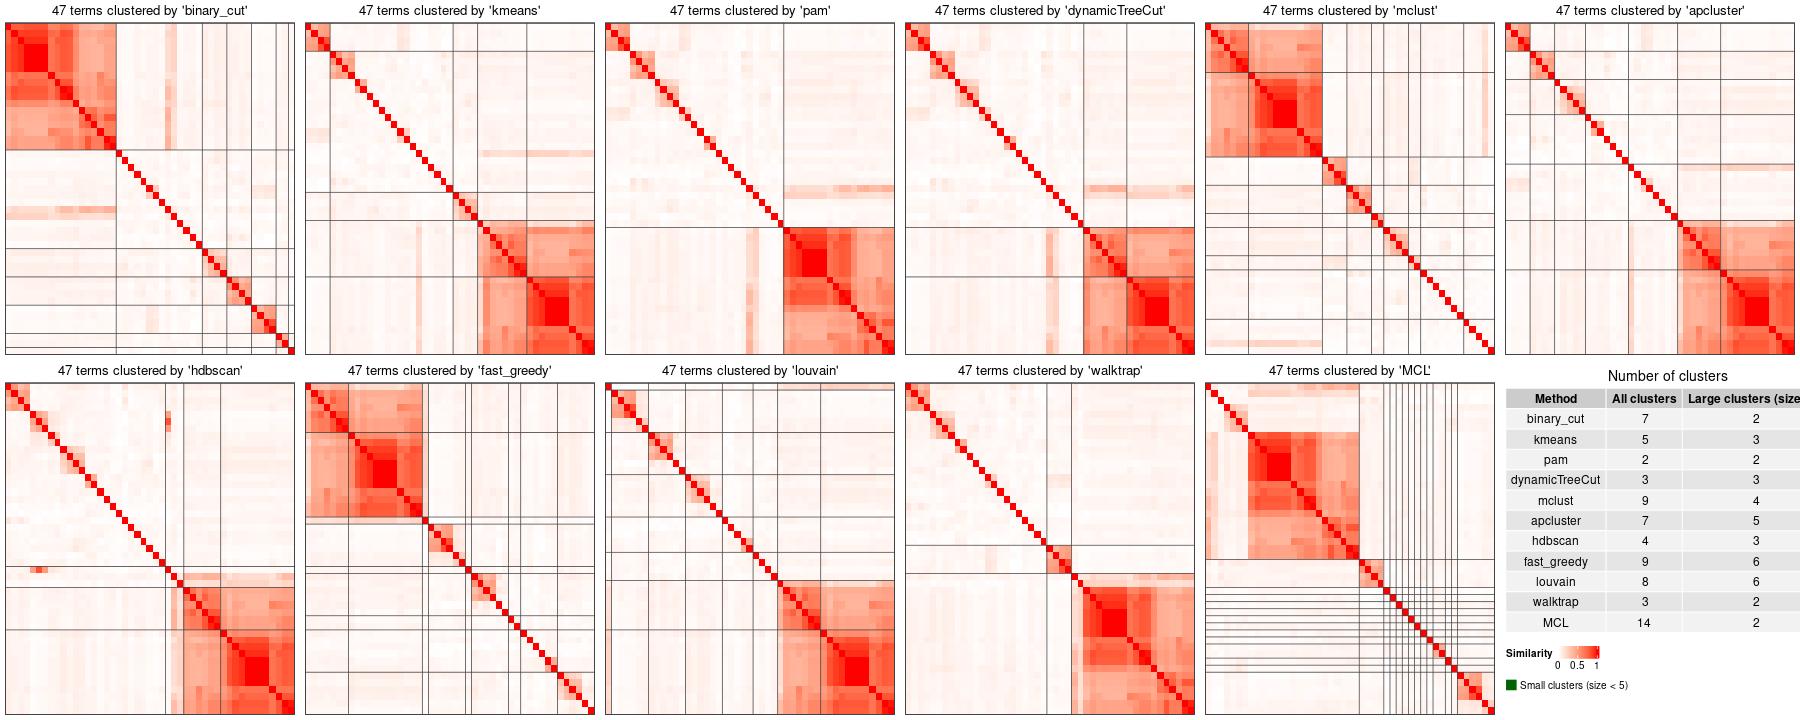 47 terms clustered by 'binary_cut'
47 terms clustered by 'kmeans'
47 terms clustered by 'pam'
47 terms clustered by 'dynamicTreeCut'
47 terms clustered by 'mclust'
47 terms clustered by 'apcluster'
47 terms clustered by 'hdbscan'
47 terms clustered by 'fast_greedy'
47 terms clustered by 'louvain'
47 terms clustered by 'walktrap'
47 terms clustered by 'MCL'
Number of clusters
Method All clusters Large clusters (size
binary_cut 7 2
kmeans 5 3
pam 2 2
dynamicTreeCut 3 3
mclust 9 4
apcluster 7 5
hdbscan 4 3
fast_greedy 9 6
louvain 8 6
walktrap 3 2
MCL 14 2
Similarity
0 0.5 1
Small clusters (size < 5)